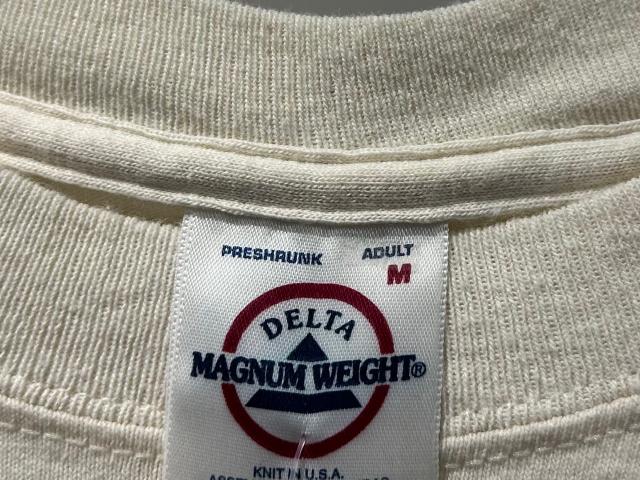 PRESHRUNK ADULT
M
DELTA
MAGNUM WEIGHT®
KNIT IN U.S.A.